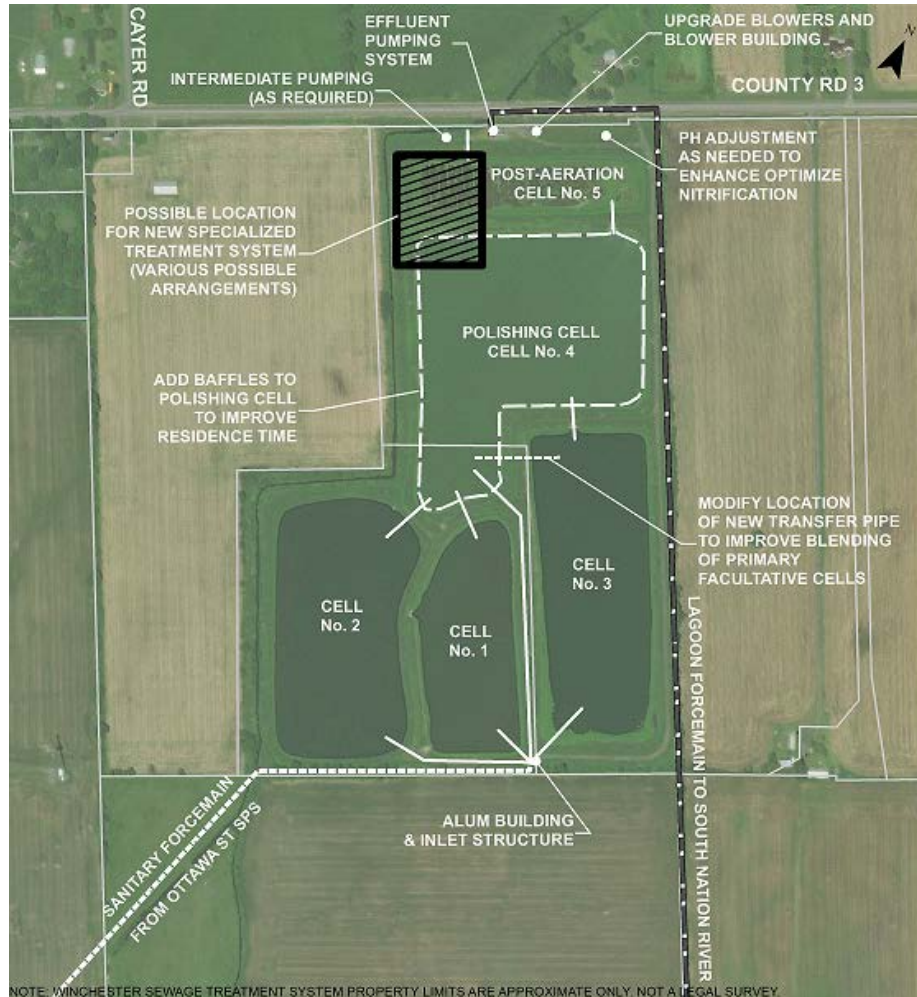 CAYER RD
EFFLUENT
PUMPING
SYSTEM
UPGRADE BLOWERS AND
BLOWER BUILDING
N
INTERMEDIATE PUMPING
(AS REQUIRED)
COUNTY RD 3
POST-AERATION
CELL No. 5
PH ADJUSTMENT
AS NEEDED TO
ENHANCE OPTIMIZE
NITRIFICATION
POSSIBLE LOCATION
FOR NEW SPECIALIZED
TREATMENT SYSTEM
(VARIOUS POSSIBLE
ARRANGEMENTS)
POLISHING CELL
CELL No. 4
ADD BAFFLES TO
POLISHING CELL
TO IMPROVE
RESIDENCE TIME
MODIFY LOCATION
OF NEW TRANSFER PIPE
TO IMPROVE BLENDING
OF PRIMARY
FACULTATIVE CELLS
CELL
No. 2
CELL
No. 1
CELL
No. 3
LAGOON FORCEMAIN TO SOUTH NATION RIVER
SANITARY FORCEMAIN
FROM OTTAWA ST SPS
ALUM BUILDING
& INLET STRUCTURE
NOTE: WINCHESTER SEWAGE TREATMENT SYSTEM PROPERTY LIMITS ARE APPROXIMATE ONLY. NOT A LEGAL SURVEY